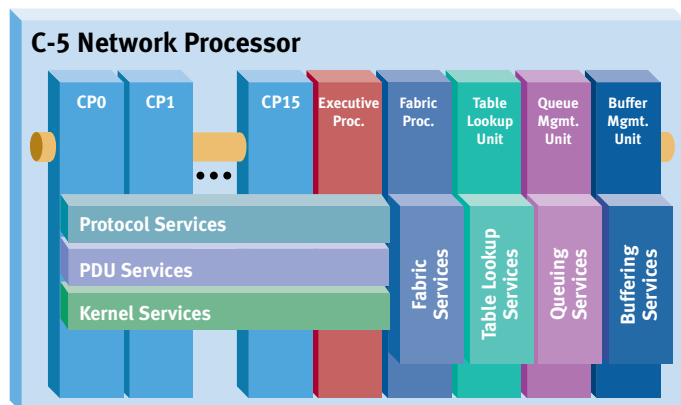 C-5 Network Processor
CP0
CP1
CP15
Executive
Proc.
Fabric
Proc.
Table
Lookup
Unit
Queue
Mgmt.
Unit
Buffer
Mgmt.
Unit
•••
Protocol Services
PDU Services
Kernel Services
Fabric
Services
Table Lookup
Services
Queuing
Services
Buffering
Services